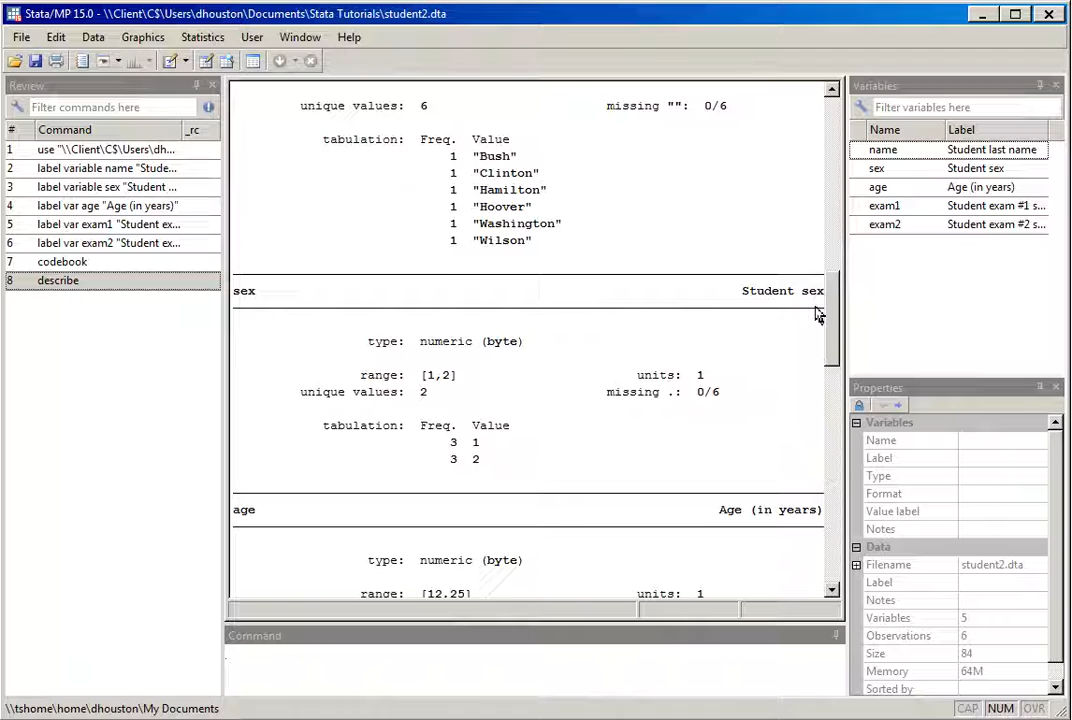 Stata/MP 15.0 - \\Client\C$\Users\dhouston\Documents\Stata Tutorials\student2.dta
File Edit Data Graphics Statistics User Window Help
Review
Filter commands here
# Command _rc
1 use "\\Client\C$\Users\dh...
2 label variable name "Stude...
3 label variable sex "Student ...
4 label var age "Age (in years)"
5 label var exam1 "Student ex...
6 label var exam2 "Student ex...
7 codebook
8 describe
unique values: 6 missing "": 0/6
tabulation: Freq. Value
1 "Bush"
1 "Clinton"
1 "Hamilton"
1 "Hoover"
1 "Washington"
1 "Wilson"
sex Student sex
type: numeric (byte)
range: [1,2] units: 1
unique values: 2 missing .: 0/6
tabulation: Freq. Value
3 1
3 2
age Age (in years)
type: numeric (byte)
range: [12,25] units: 1
Command
Variables
Filter variables here
Name Label
name Student last name
sex Student sex
age Age (in years)
exam1 Student exam #1 s...
exam2 Student exam #2 s...
Properties
Variables
Name
Label
Type
Format
Value label
Notes
Data
Filename student2.dta
Label
Notes
Variables 5
Observations 6
Size 84
Memory 64M
Sorted by
\\tshome\home\dhouston\My Documents
CAP NUM OVR